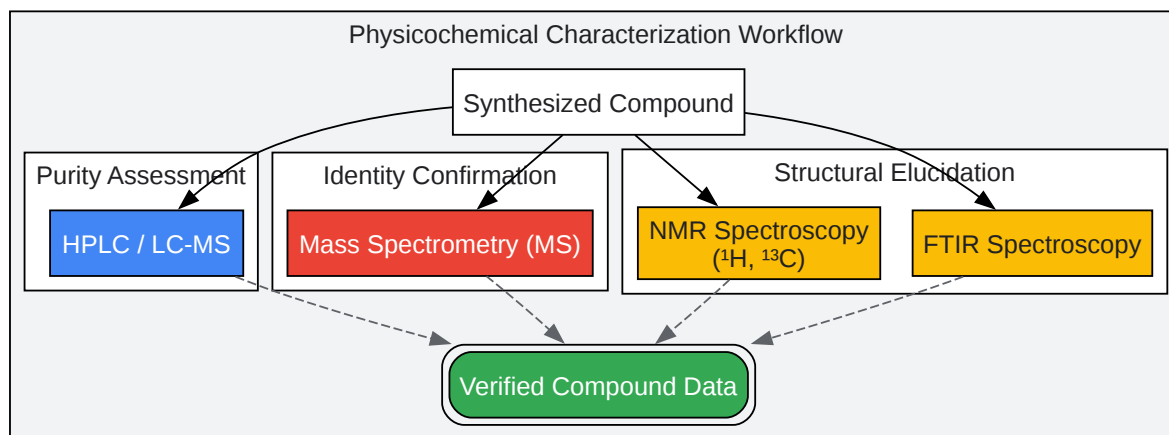 Physicochemical Characterization Workflow
Synthesized Compound
Purity Assessment
Identity Confirmation
Structural Elucidation
HPLC / LC-MS
Mass Spectrometry (MS)
NMR Spectroscopy
(¹H, ¹³C)
FTIR Spectroscopy
Verified Compound Data